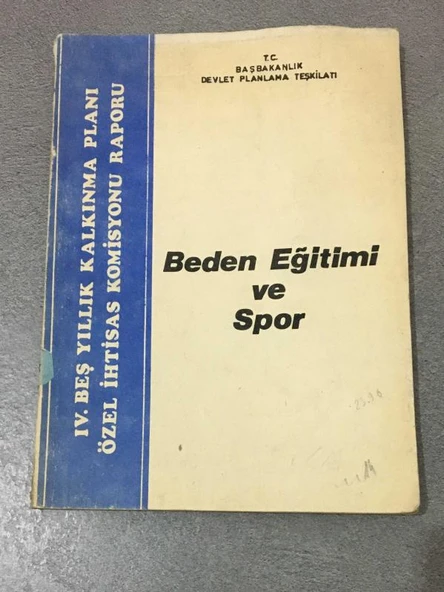 T.C.
BAŞBAKANLIK
DEVLET PLANLAMA TEŞKİLATI
IV. BEŞ YILLIK KALKINMA PLANI
ÖZEL İHTİSAS KOMİSYONU RAPORU
Beden Eğitimi
ve
Spor